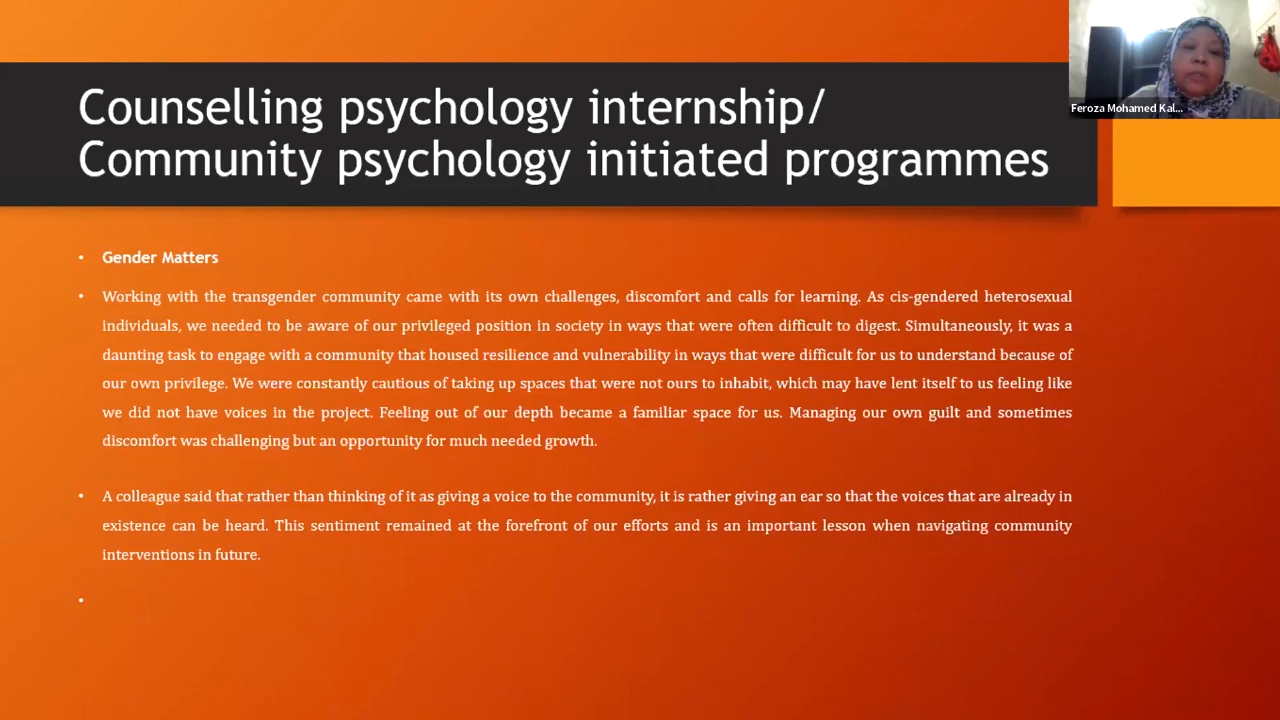 Counselling psychology internship/
Community psychology initiated programmes
Feroza Mohamed Kal...
• Gender Matters
• Working with the transgender community came with its own challenges, discomfort and calls for learning. As cis-gendered heterosexual
individuals, we needed to be aware of our privileged position in society in ways that were often difficult to digest. Simultaneously, it was a
daunting task to engage with a community that housed resilience and vulnerability in ways that were difficult for us to understand because of
our own privilege. We were constantly cautious of taking up spaces that were not ours to inhabit, which may have lent itself to us feeling like
we did not have voices in the project. Feeling out of our depth became a familiar space for us. Managing our own guilt and sometimes
discomfort was challenging but an opportunity for much needed growth.
• A colleague said that rather than thinking of it as giving a voice to the community, it is rather giving an ear so that the voices that are already in
existence can be heard. This sentiment remained at the forefront of our efforts and is an important lesson when navigating community
interventions in future.
•